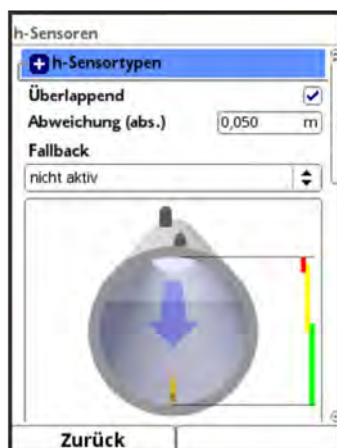 h-Sensoren
h-Sensortypen
Überlappend
Abweichung (abs.) 0,050 m
Fallback
nicht aktiv
Zurück